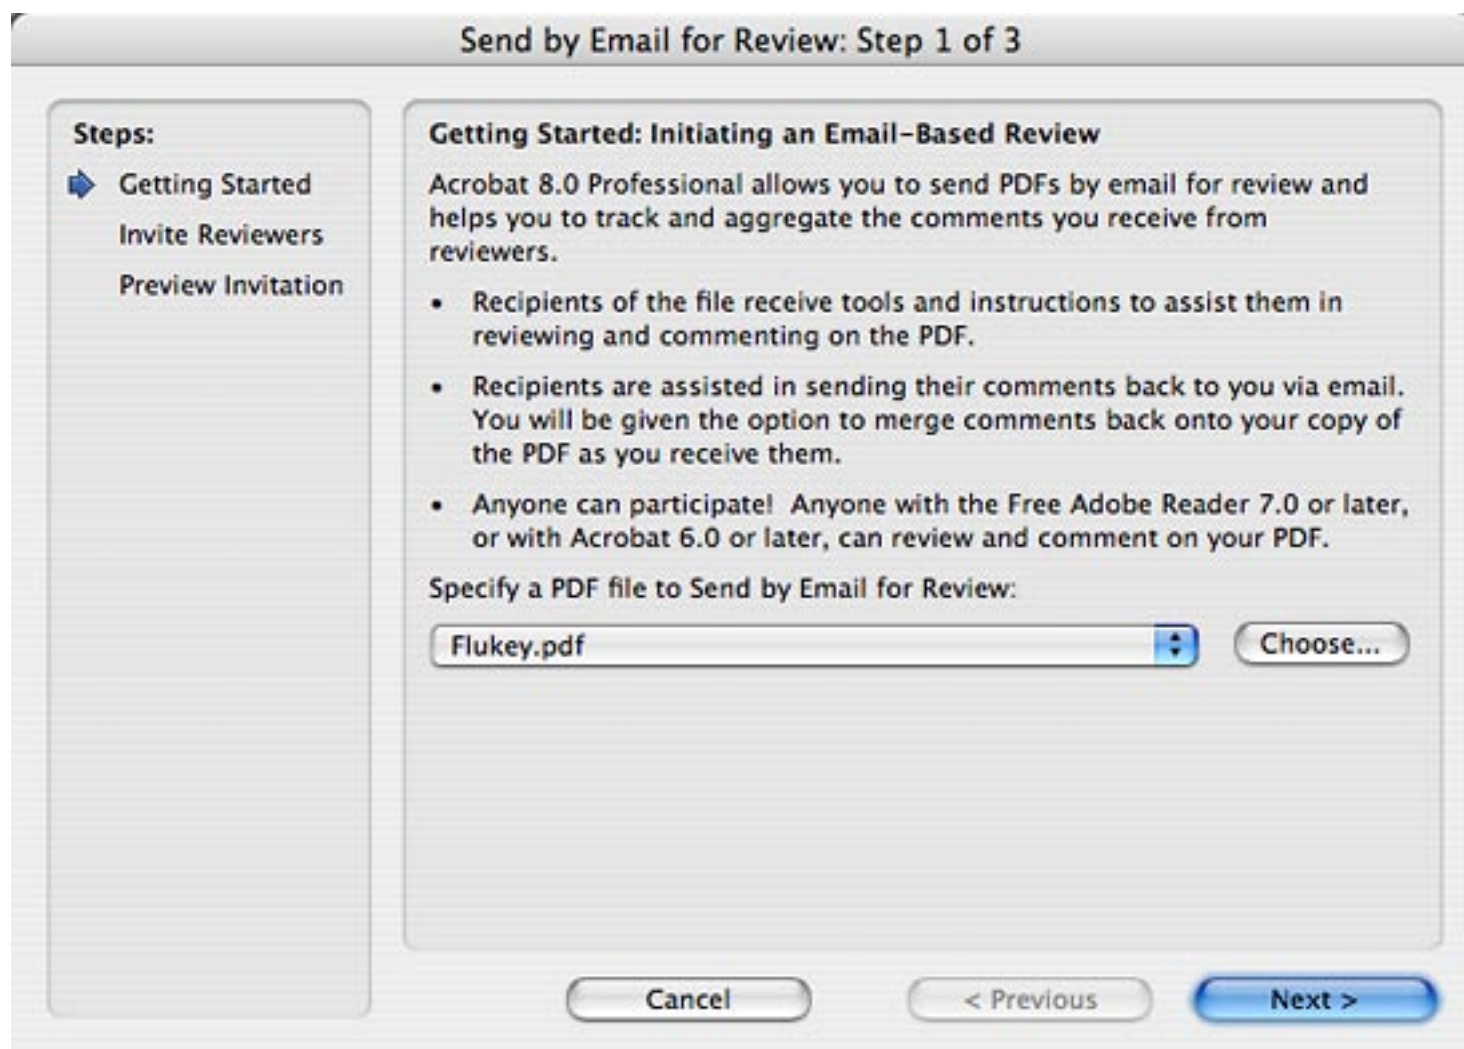 Send by Email for Review: Step 1 of 3
Steps:
Getting Started
Invite Reviewers
Preview Invitation
Getting Started: Initiating an Email-Based Review
Acrobat 8.0 Professional allows you to send PDFs by email for review and
helps you to track and aggregate the comments you receive from
reviewers.
• Recipients of the file receive tools and instructions to assist them in
reviewing and commenting on the PDF.
• Recipients are assisted in sending their comments back to you via email.
You will be given the option to merge comments back onto your copy of
the PDF as you receive them.
• Anyone can participate! Anyone with the Free Adobe Reader 7.0 or later,
or with Acrobat 6.0 or later, can review and comment on your PDF.
Specify a PDF file to Send by Email for Review:
Flukey.pdf
Choose...
Cancel
< Previous
Next >